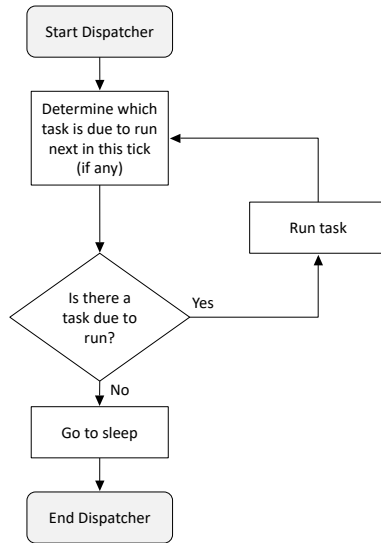 Start Dispatcher
Determine which
task is due to run
next in this tick
(if any)
Run task
Is there a
task due to
run?
Yes
No
Go to sleep
End Dispatcher